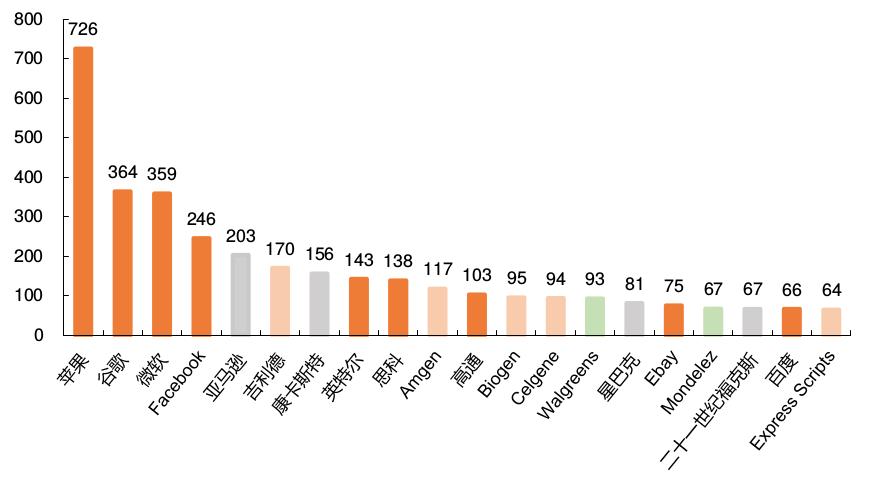 800
700
600
500
400
300
200
100
0
726
364
359
246
203
170
156
143
138
117
103
95
94
93
81
75
67
67
66
64
苹果
谷歌
微软
Facebook
亚马逊
吉利德
康卡斯特
英特尔
思科
Amgen
高通
Biogen
Celgene
Walgreens
星巴克
Ebay
Mondelez
二十一世纪福克斯
百度
Express Scripts